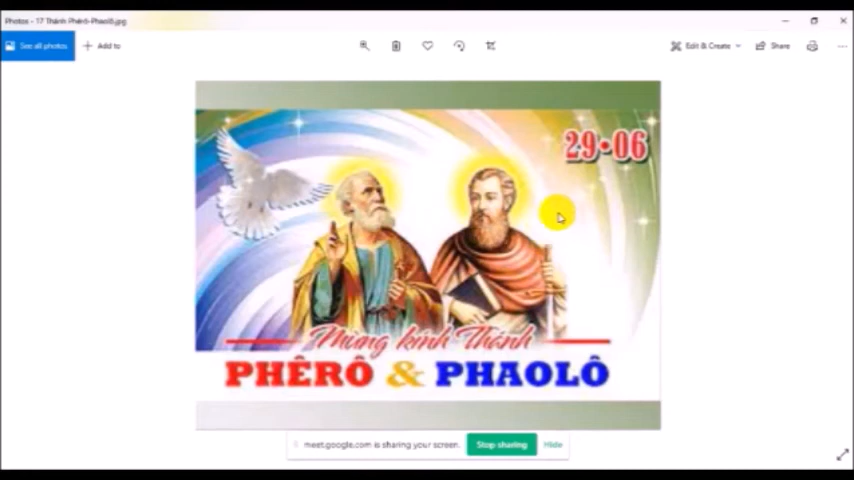 Photos - 17 Thánh Phêrô-Phaolô.jpg
See all photos
Add to
Edit & Create
Share
29•06
Mừng kính Thánh
PHÊRÔ & PHAOLÔ
meet.google.com is sharing your screen.
Stop sharing
Hide